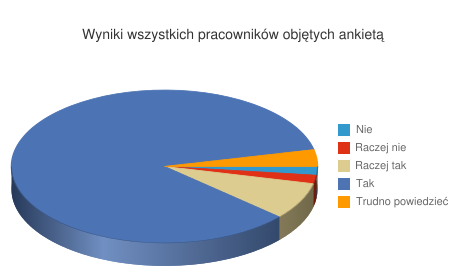 Wyniki wszystkich pracowników objętych ankietą
Nie
Raczej nie
Raczej tak
Tak
Trudno powiedzieć